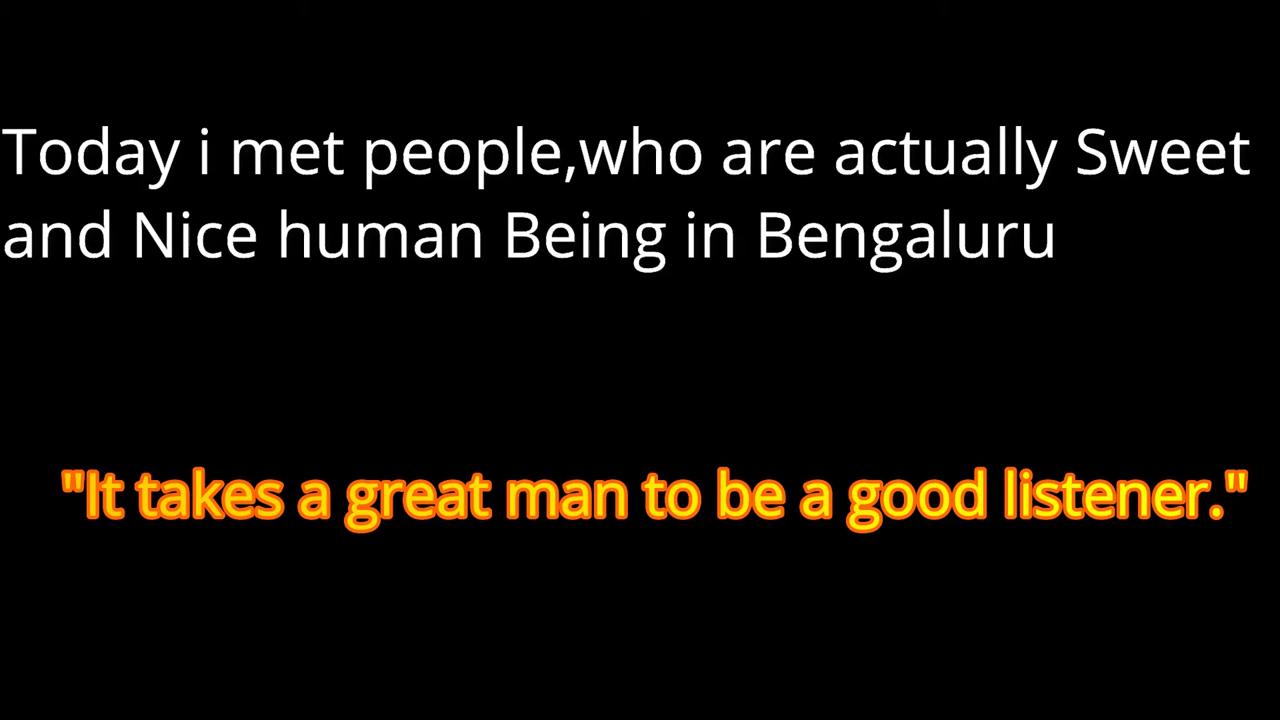 Today i met people,who are actually Sweet
and Nice human Being in Bengaluru
"It takes a great man to be a good listener."